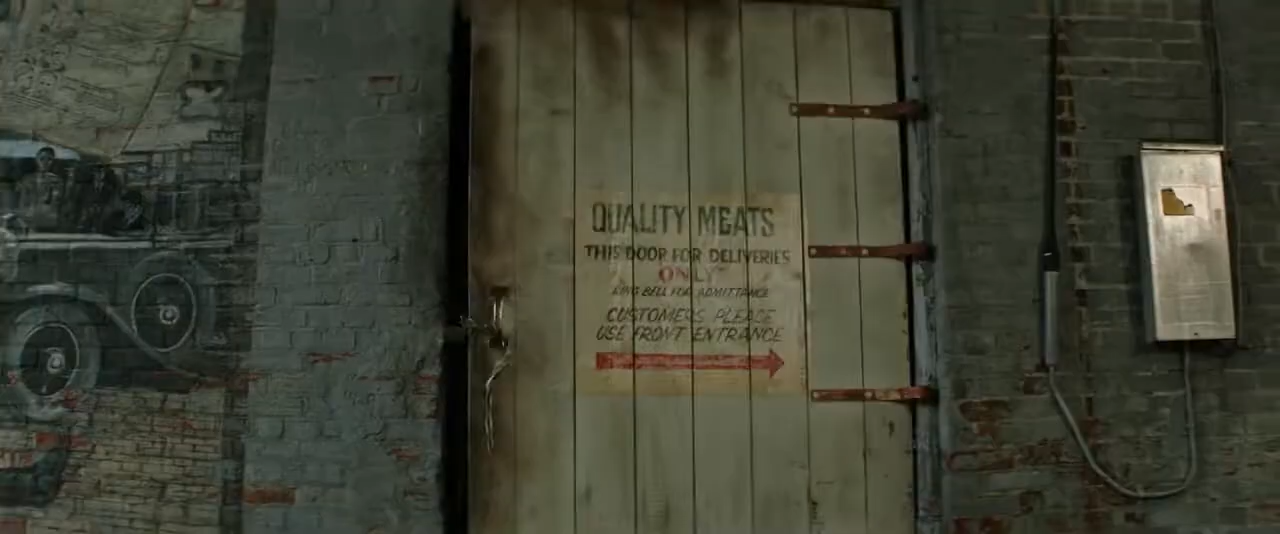 QUALITY MEATS
THIS DOOR FOR DELIVERIES
ONLY
RING BELL FOR ADMITTANCE
CUSTOMERS PLEASE
USE FRONT ENTRANCE